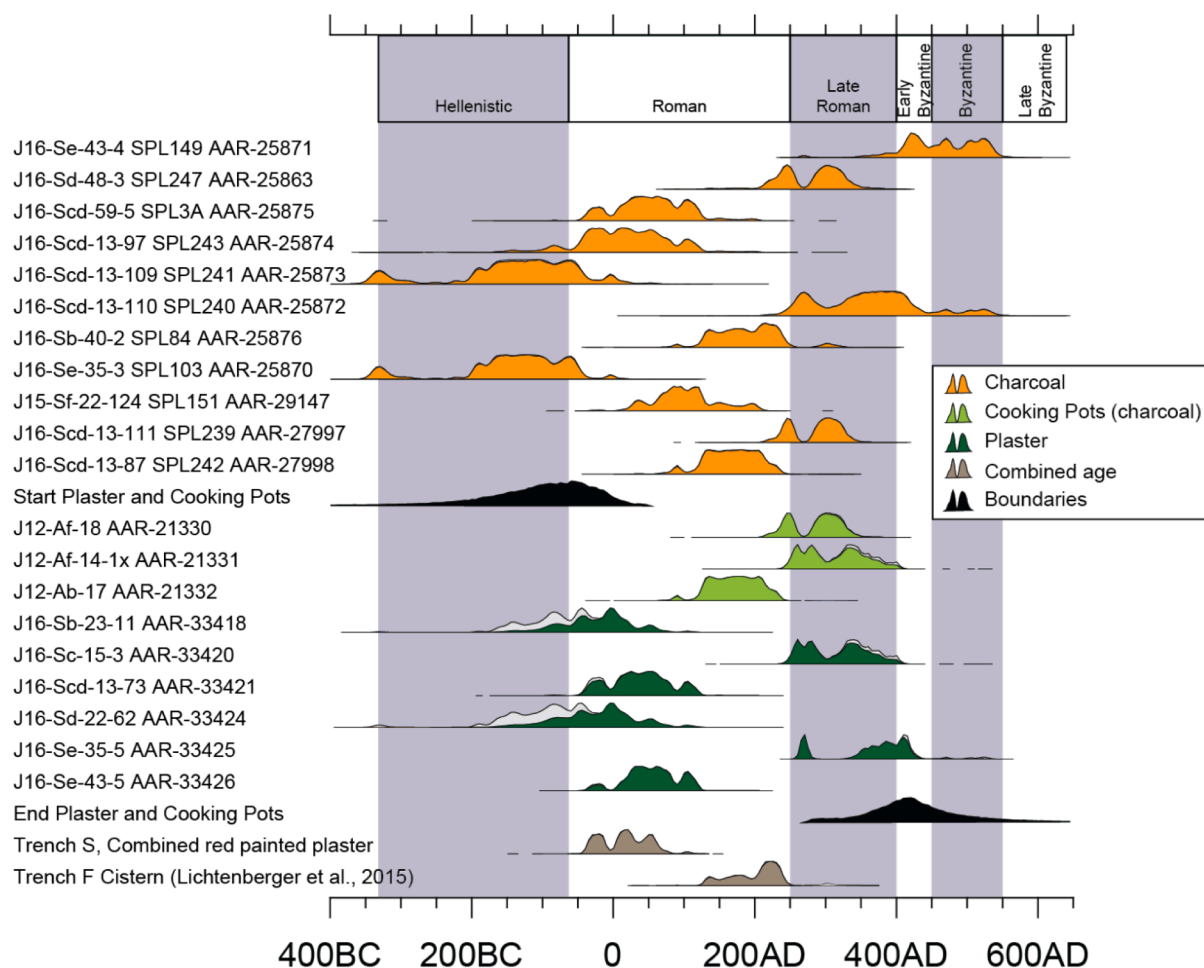 Hellenistic
Roman
Late
Roman
Early
Byzantine
Byzantine
Late
Byzantine
J16-Se-43-4 SPL149 AAR-25871
J16-Sd-48-3 SPL247 AAR-25863
J16-Scd-59-5 SPL3A AAR-25875
J16-Scd-13-97 SPL243 AAR-25874
J16-Scd-13-109 SPL241 AAR-25873
J16-Scd-13-110 SPL240 AAR-25872
J16-Sb-40-2 SPL84 AAR-25876
J16-Se-35-3 SPL103 AAR-25870
J15-Sf-22-124 SPL151 AAR-29147
J16-Scd-13-111 SPL239 AAR-27997
J16-Scd-13-87 SPL242 AAR-27998
Start Plaster and Cooking Pots
J12-Af-18 AAR-21330
J12-Af-14-1x AAR-21331
J12-Ab-17 AAR-21332
J16-Sb-23-11 AAR-33418
J16-Sc-15-3 AAR-33420
J16-Scd-13-73 AAR-33421
J16-Sd-22-62 AAR-33424
J16-Se-35-5 AAR-33425
J16-Se-43-5 AAR-33426
End Plaster and Cooking Pots
Trench S, Combined red painted plaster
Trench F Cistern (Lichtenberger et al., 2015)
Charcoal
Cooking Pots (charcoal)
Plaster
Combined age
Boundaries
400BC 200BC 0 200AD 400AD 600AD